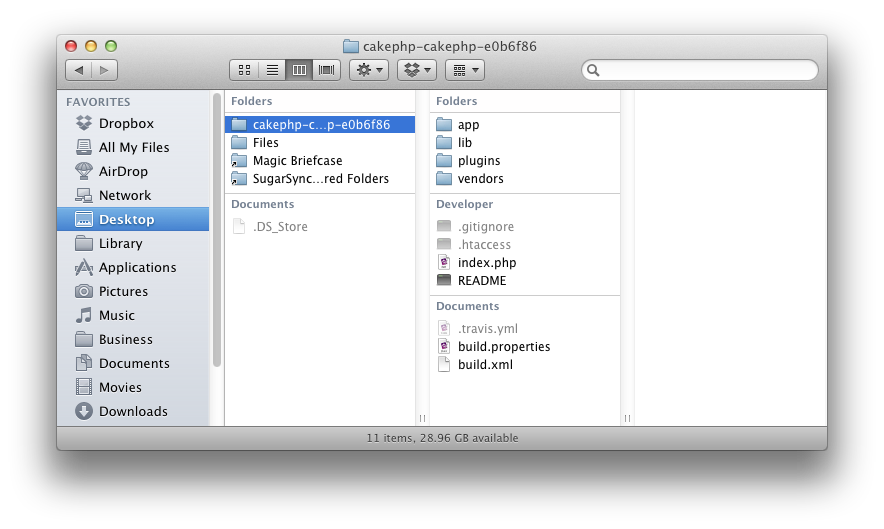 cakephp-cakephp-e0b6f86
FAVORITES
Dropbox
All My Files
AirDrop
Network
Desktop
Library
Applications
Pictures
Music
Business
Documents
Movies
Downloads
Folders
cakephp-c...p-e0b6f86
Files
Magic Briefcase
SugarSync...red Folders
Documents
.DS_Store
Folders
app
lib
plugins
vendors
Developer
.gitignore
.htaccess
index.php
README
Documents
.travis.yml
build.properties
build.xml
11 items, 28.96 GB available